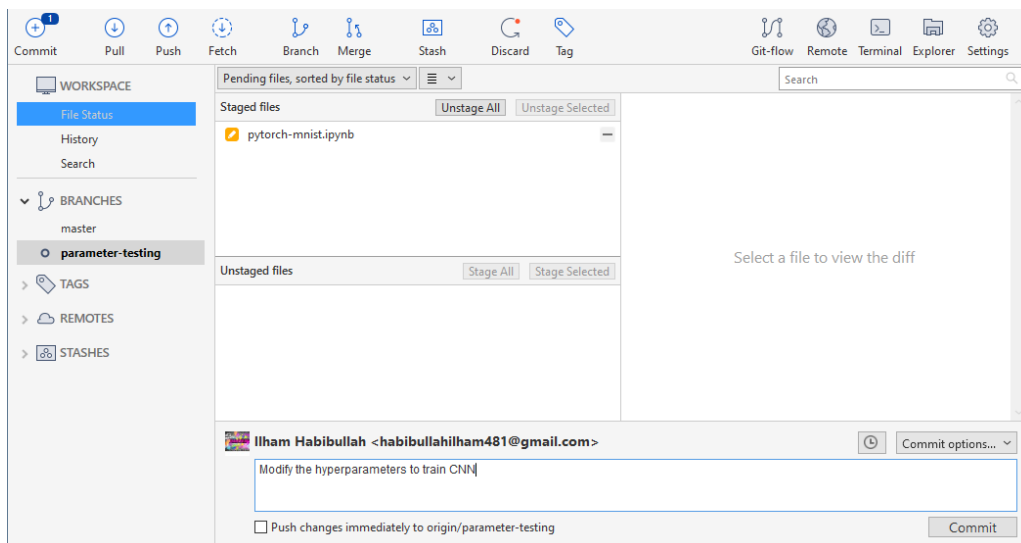 1
Commit Pull Push Fetch Branch Merge Stash Discard Tag Git-flow Remote Terminal Explorer Settings
WORKSPACE
File Status
History
Search
BRANCHES
master
parameter-testing
TAGS
REMOTES
STASHES
Pending files, sorted by file status
Search
Staged files Unstage All Unstage Selected
pytorch-mnist.ipynb
Unstaged files Stage All Stage Selected
Select a file to view the diff
Ilham Habibullah <habibullahilham481@gmail.com> Commit options...
Modify the hyperparameters to train CNN
Push changes immediately to origin/parameter-testing Commit